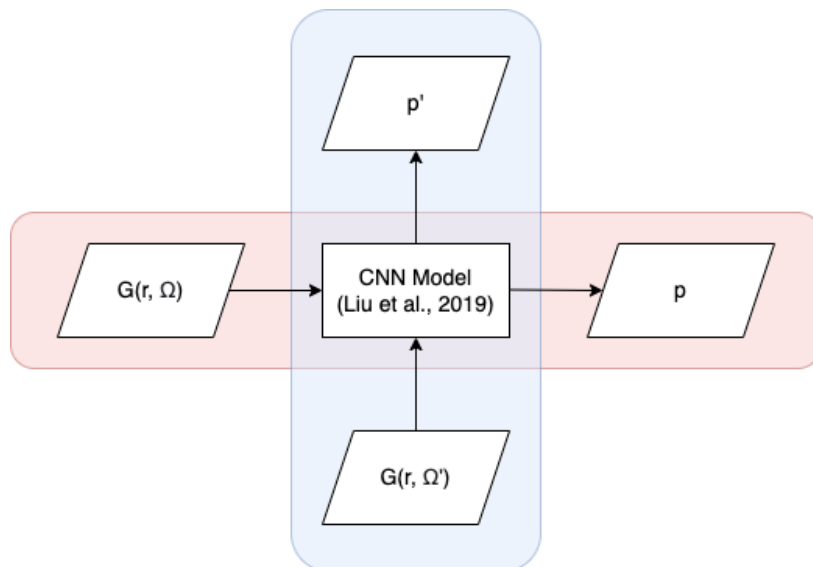 p'
G(r, Ω)
CNN Model
(Liu et al., 2019)
p
G(r, Ω')